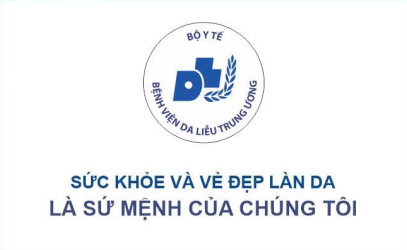 BỘ Y TẾ
BỆNH VIỆN DA LIỄU TRUNG ƯƠNG
SỨC KHỎE VÀ VẺ ĐẸP LÀN DA
LÀ SỨ MỆNH CỦA CHÚNG TÔI